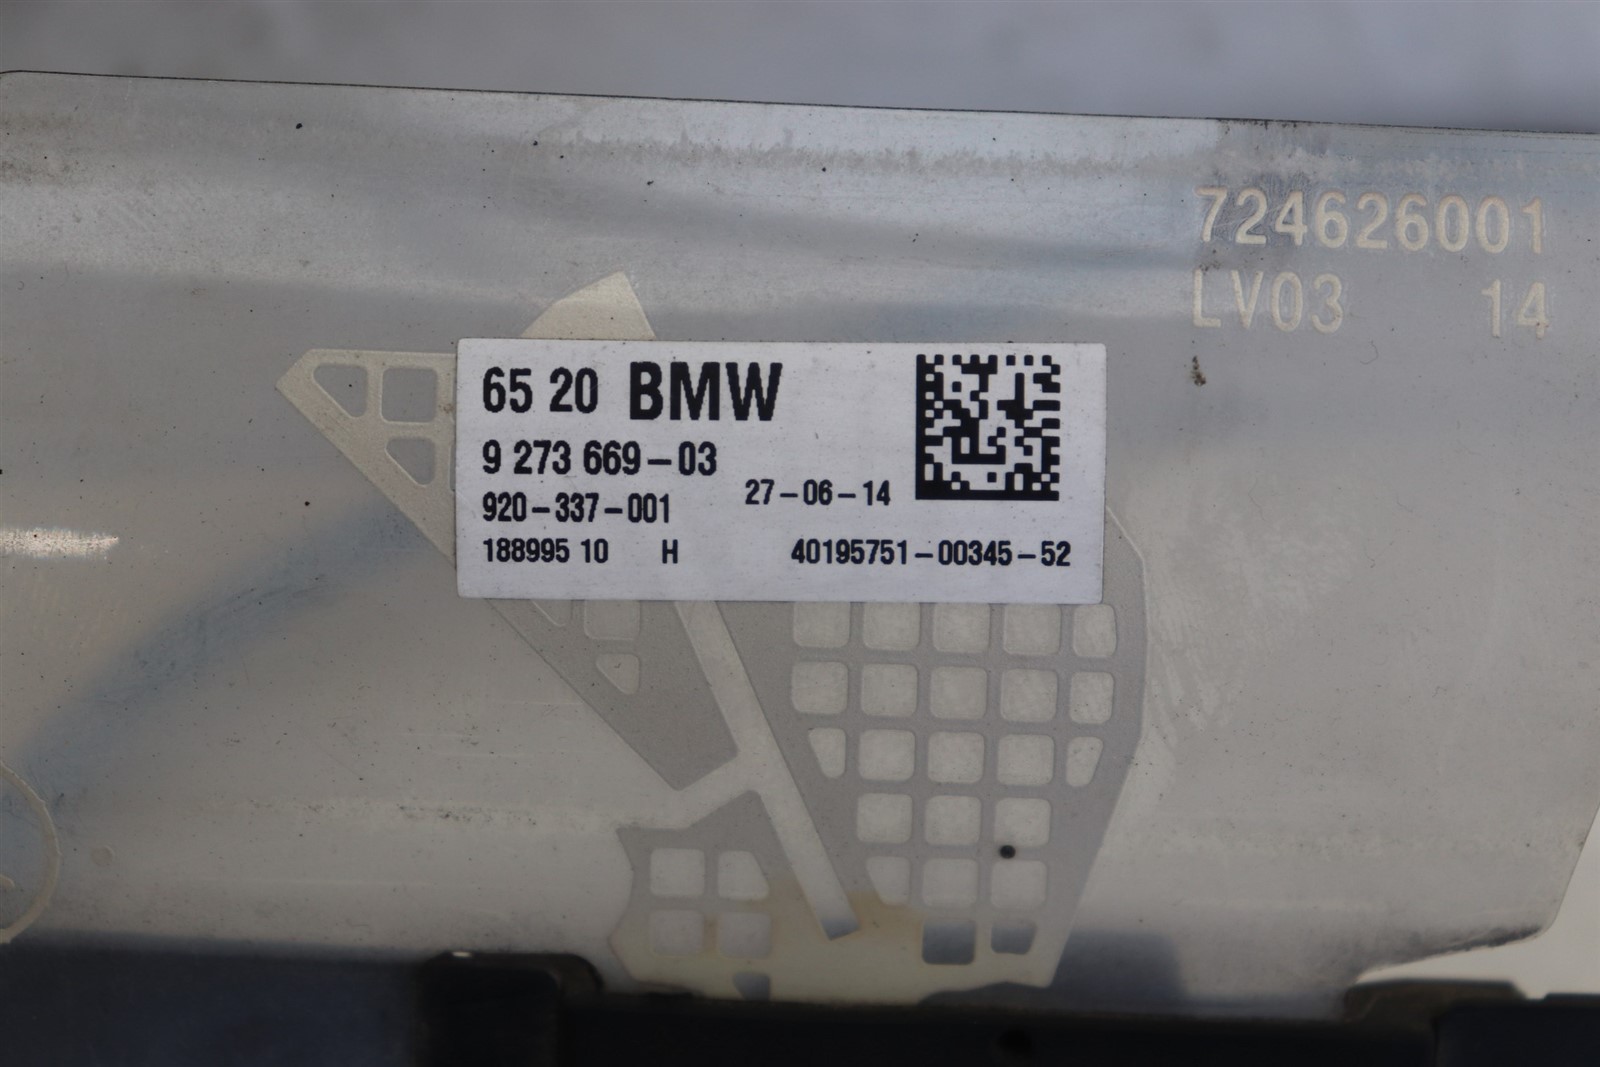 724626001
LV03 14
65 20 BMW
9 273 669-03
920-337-001 27-06-14
188995 10 H 40195751-00345-52